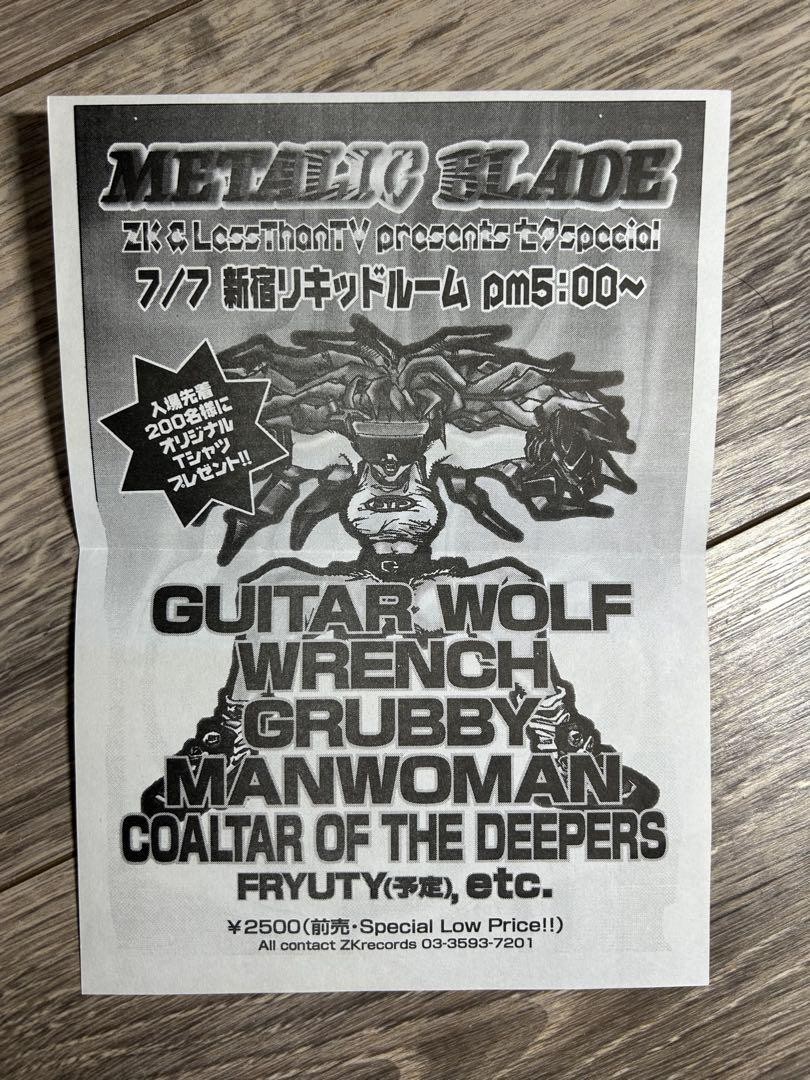 METALIC BLADE
ZK & LessThanTV presents セクspecial
7/7 新宿リキッドルーム pm5:00～
入場先着
200名様に
オリジナル
Tシャツ
プレゼント!!
GUITAR WOLF
WRENCH
GRUBBY
MANWOMAN
COALTAR OF THE DEEPERS
FRYUTY(予定), etc.
￥2500(前売・Special Low Price!!)
All contact ZKrecords 03-3593-7201